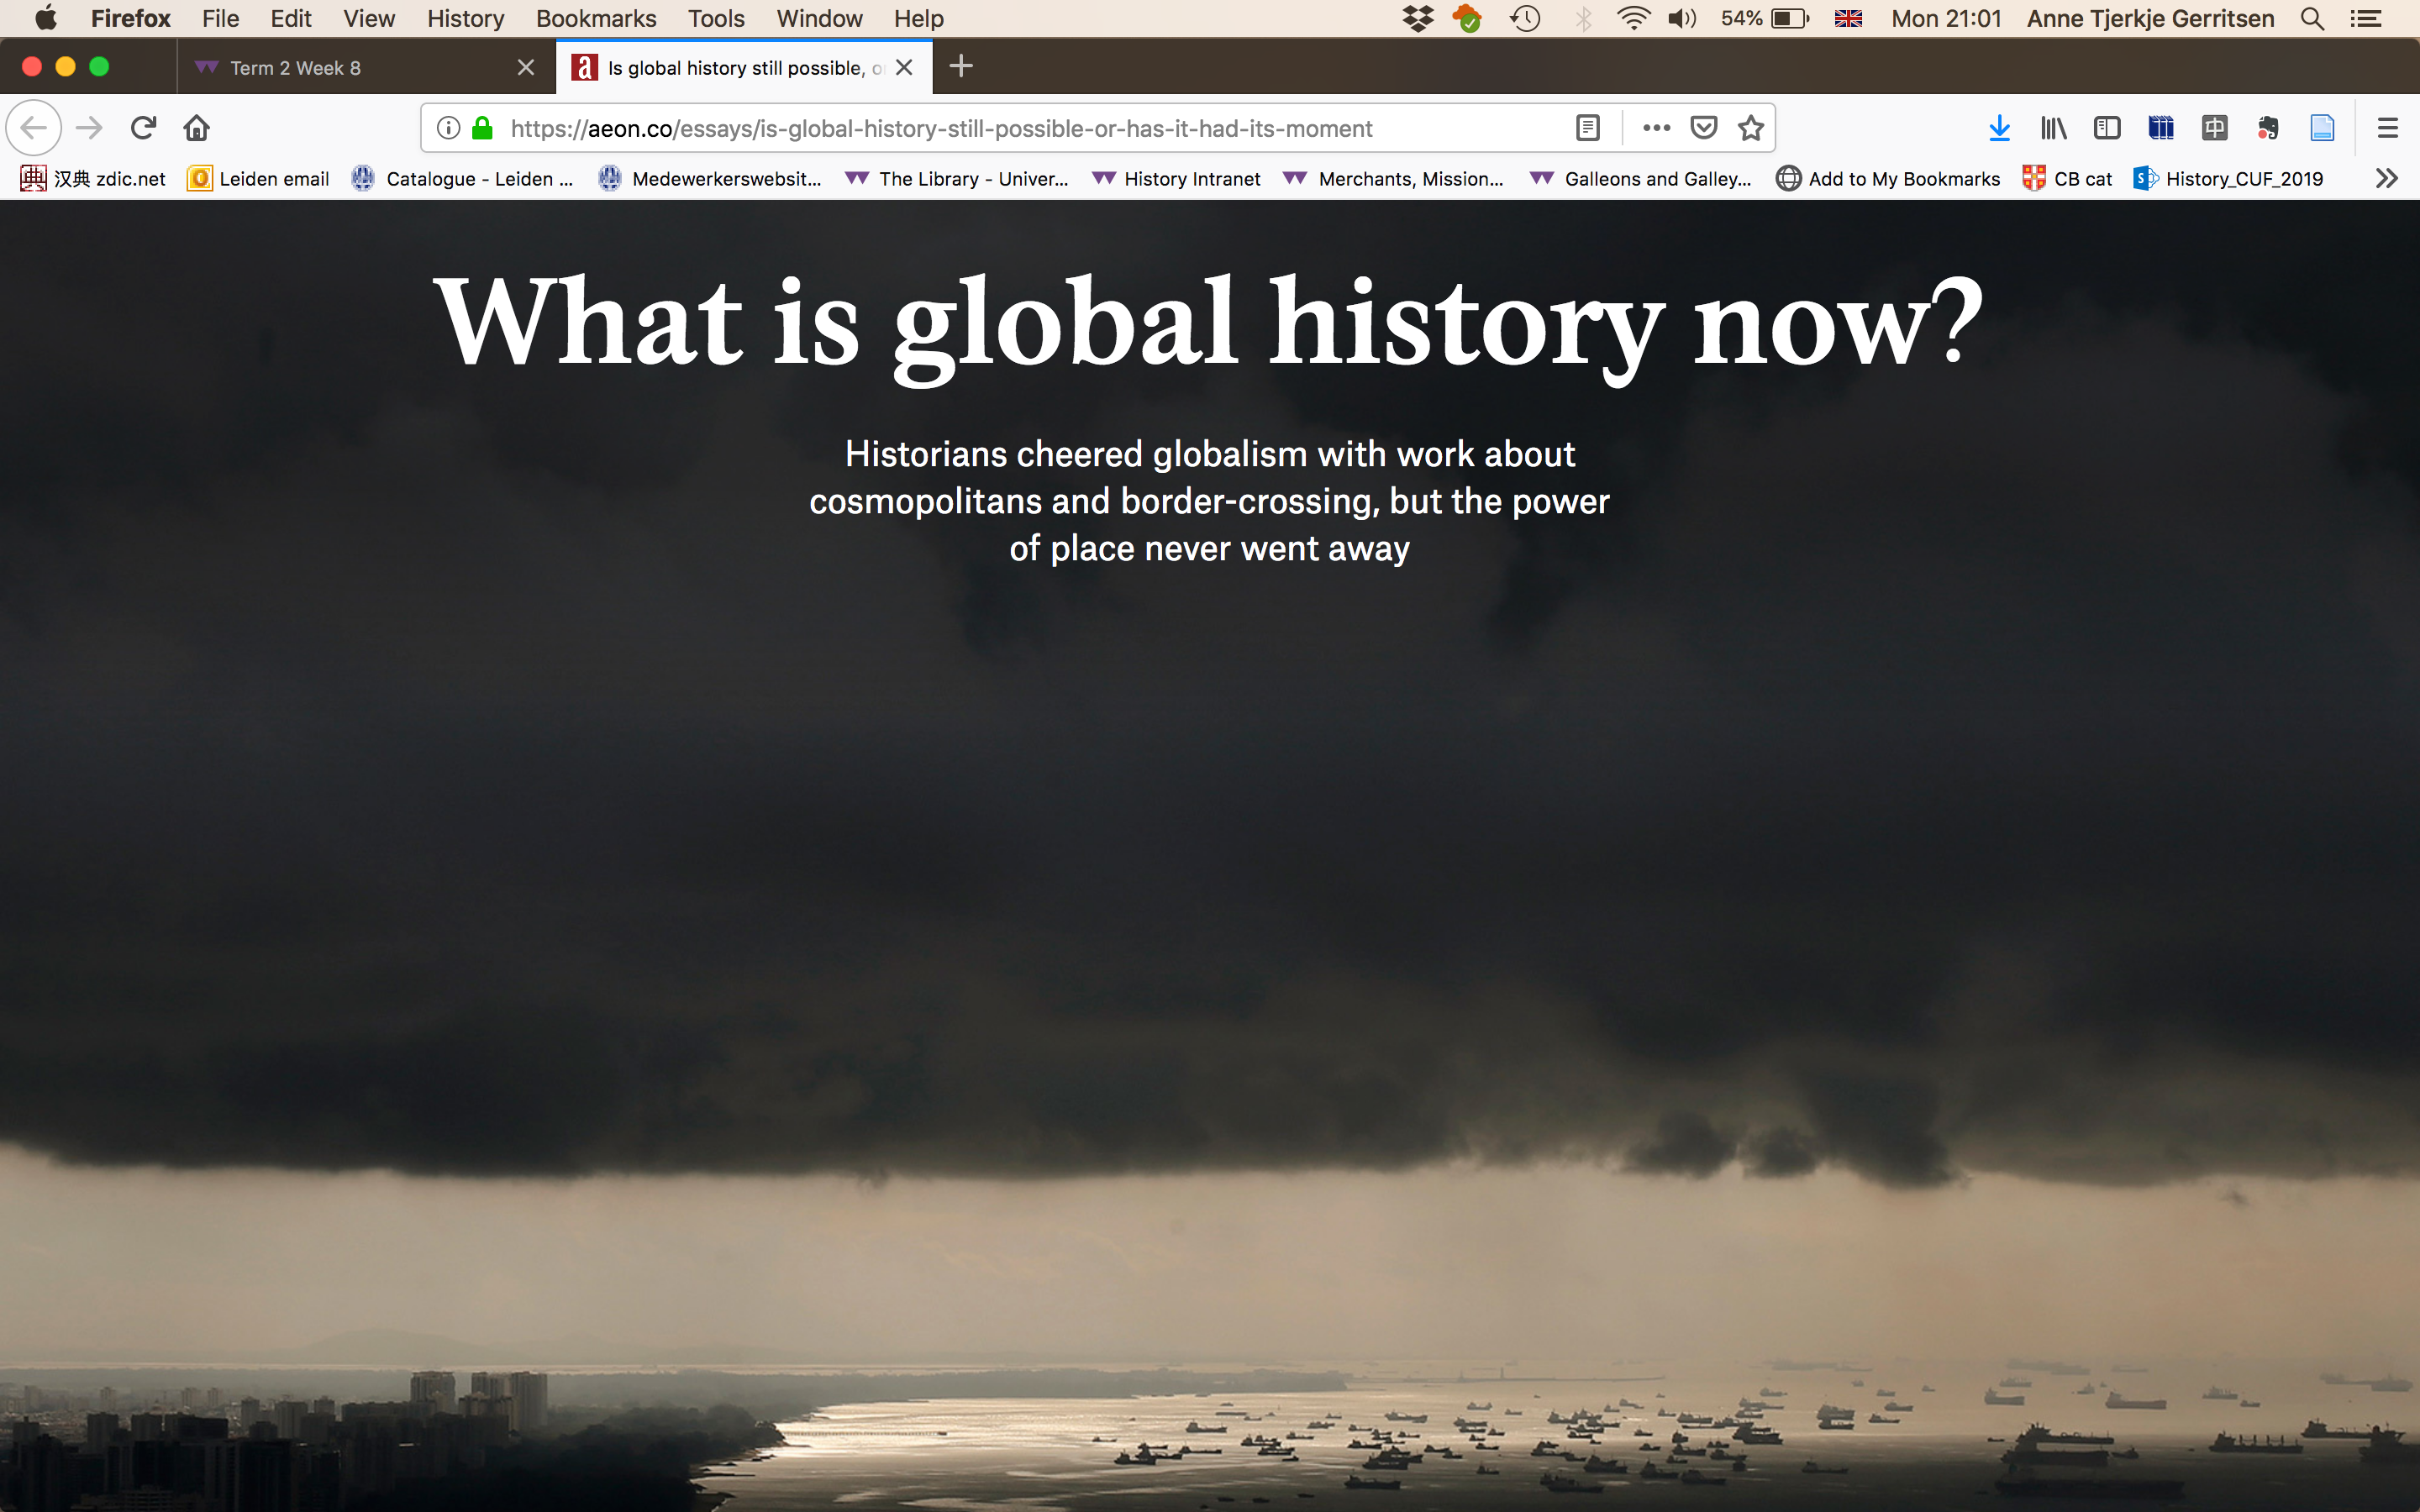 Firefox File Edit View History Bookmarks Tools Window Help 54% Mon 21:01 Anne Tjerkje Gerritsen
Term 2 Week 8
Is global history still possible, o
https://aeon.co/essays/is-global-history-still-possible-or-has-it-had-its-moment
汉典 zdic.net Leiden email Catalogue - Leiden ... Medewerkerswebsit... The Library - Univer... History Intranet Merchants, Mission... Galleons and Galley... Add to My Bookmarks CB cat History_CUF_2019
What is global history now?
Historians cheered globalism with work about
cosmopolitans and border-crossing, but the power
of place never went away